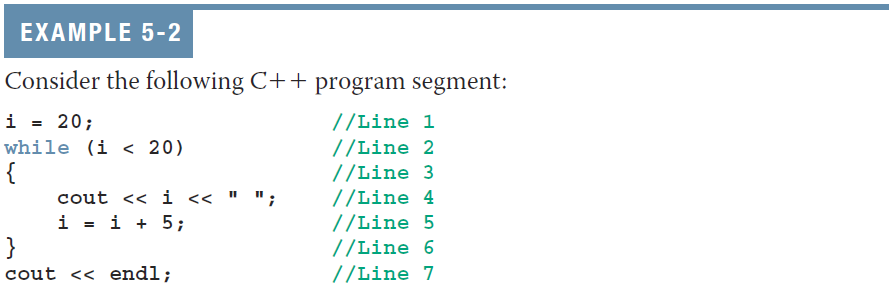 EXAMPLE 5-2
Consider the following C++ program segment:
i = 20; //Line 1
while (i < 20) //Line 2
{ //Line 3
cout << i << " "; //Line 4
i = i + 5; //Line 5
} //Line 6
cout << endl; //Line 7